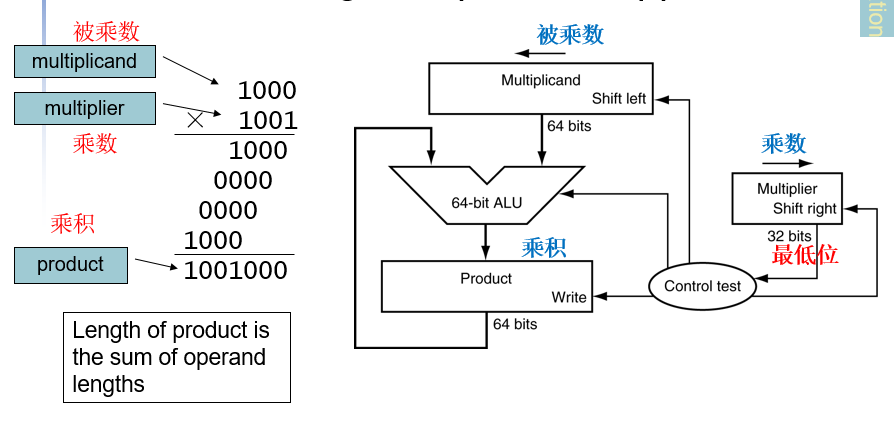 被乘数
multiplicand
multiplier
乘数
1000
× 1001
1000
0000
0000
1000
1001000
乘积
product
Length of product is
the sum of operand
lengths
被乘数
Multiplicand
Shift left
64 bits
64-bit ALU
乘积
Product
Write
64 bits
乘数
Multiplier
Shift right
32 bits
最低位
Control test
tion